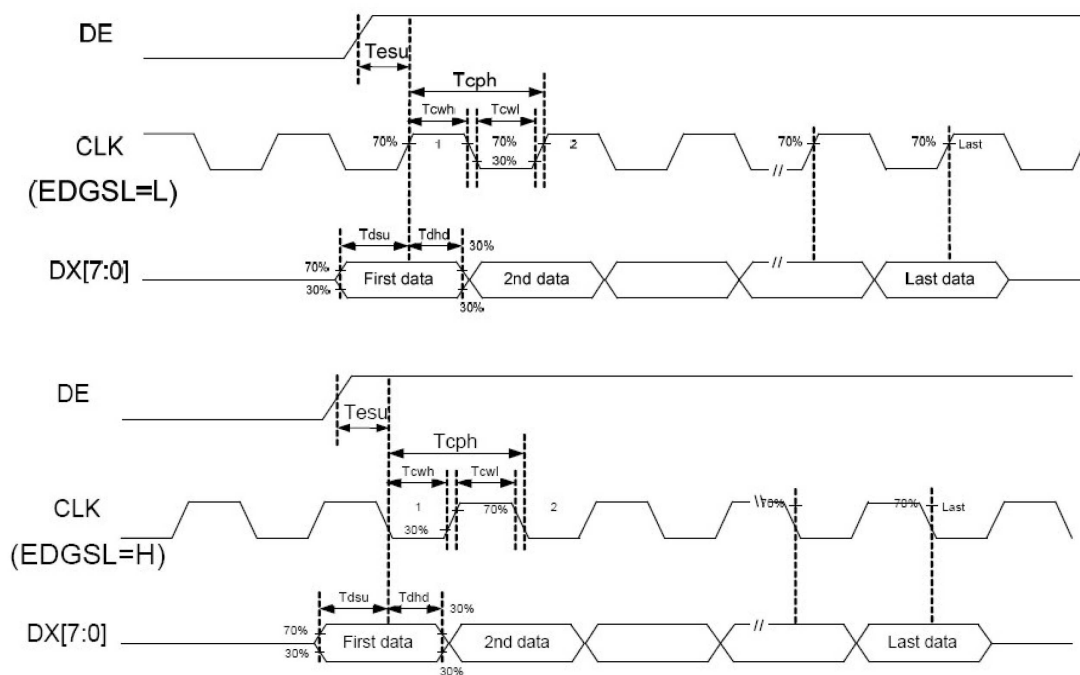 DE
Tesu
Tcph
Tcwh
Tcwl
CLK
(EDGSL=L)
70%
1
70%
30%
2
//
70%
70%
Last
Tdsu
Tdhd
30%
DX[7:0]
70%
30%
First data
30%
2nd data
//
Last data
DE
Tesu
Tcph
Tcwh
Tcwl
CLK
(EDGSL=H)
1
30%
70%
2
\\
70%
70%
Last
Tdsu
Tdhd
30%
DX[7:0]
70%
30%
First data
30%
2nd data
//
Last data